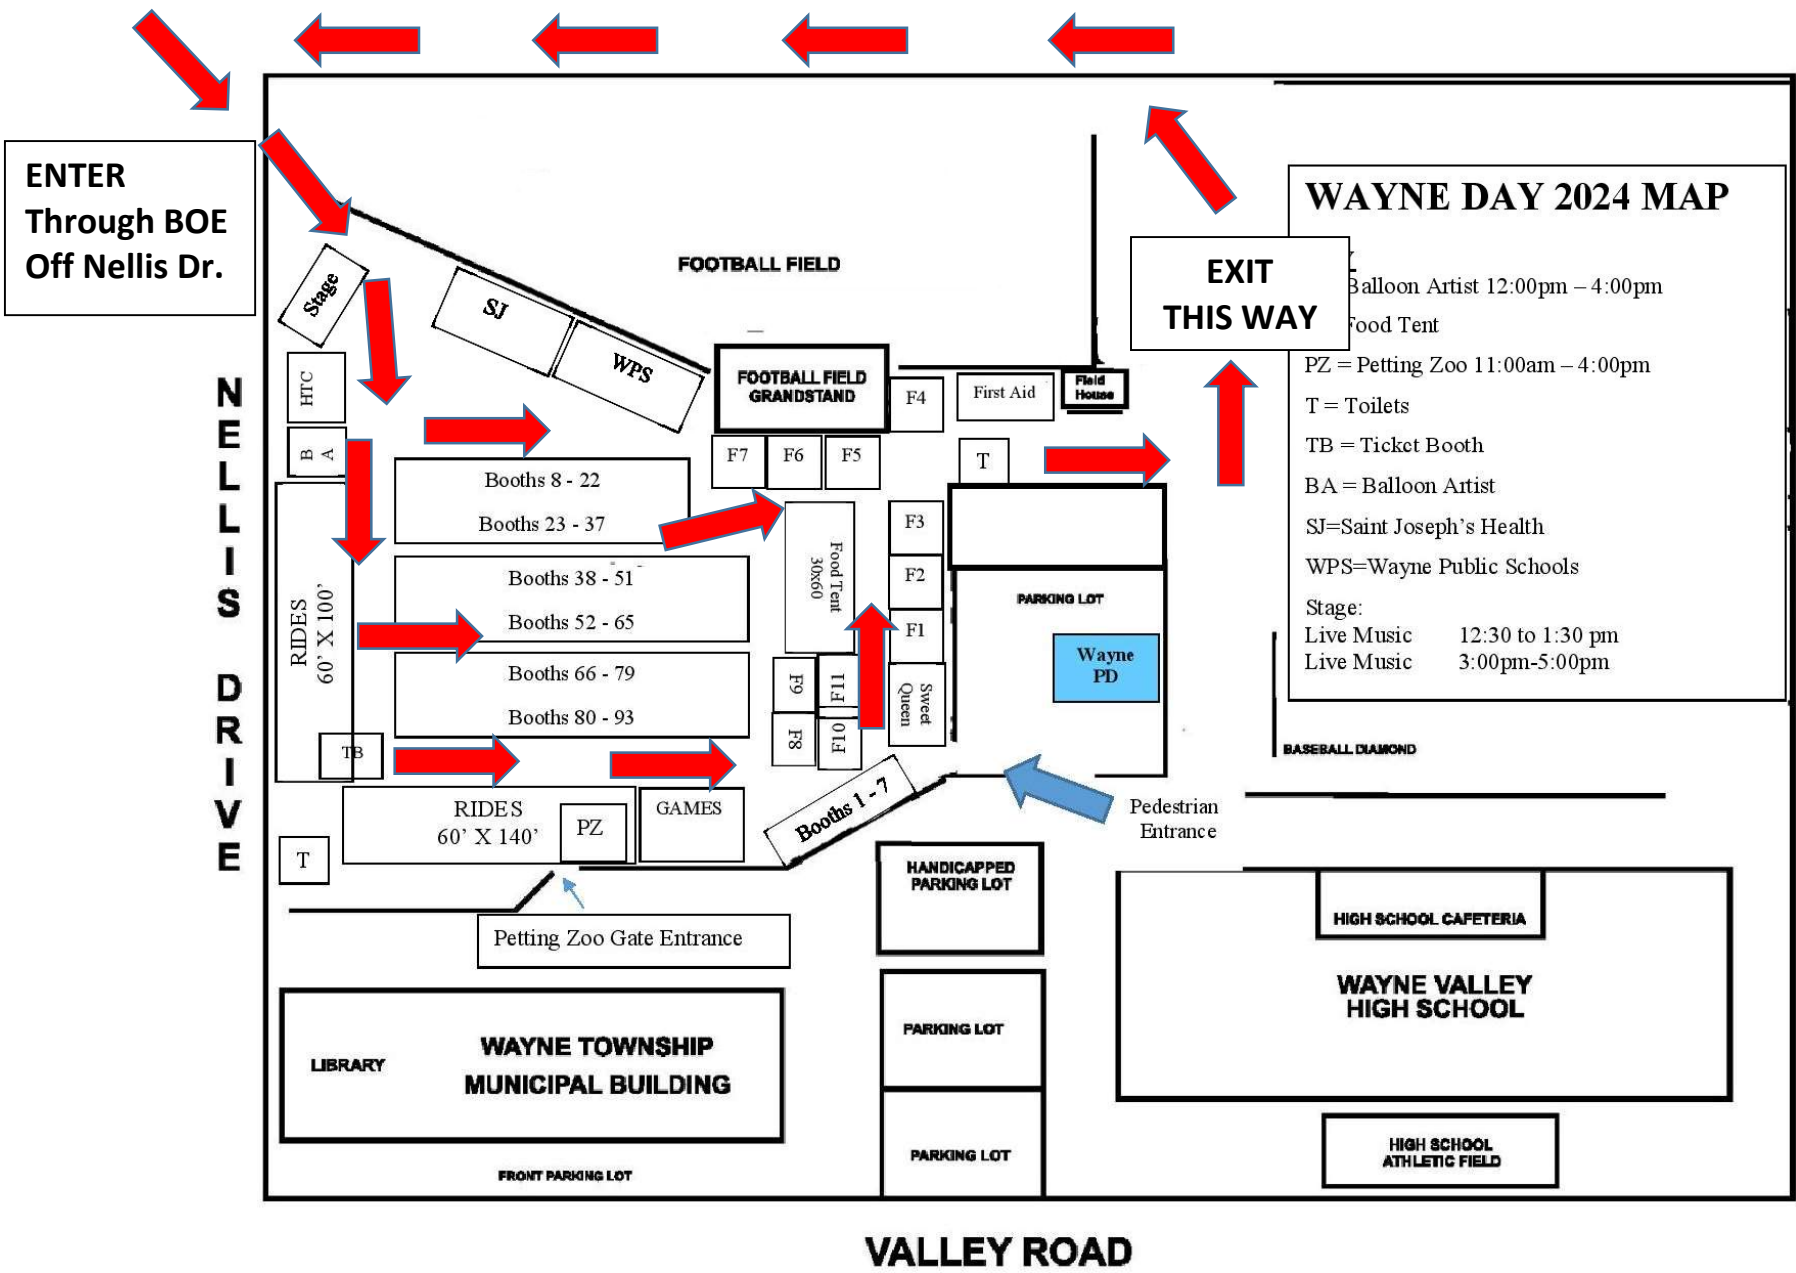 ENTER
Through BOE
Off Nellis Dr.
WAYNE DAY 2024 MAP
EXIT
THIS WAY
Balloon Artist 12:00pm – 4:00pm
Food Tent
PZ = Petting Zoo 11:00am – 4:00pm
T = Toilets
TB = Ticket Booth
BA = Balloon Artist
SJ=Saint Joseph's Health
WPS=Wayne Public Schools
Stage:
Live Music 12:30 to 1:30 pm
Live Music 3:00pm-5:00pm
FOOTBALL FIELD
Stage
SJ
WPS
HTC
B A
FOOTBALL FIELD
GRANDSTAND
F4
First Aid
Field
House
F7
F6
F5
T
NELLIS DRIVE
Booths 8 - 22
Booths 23 - 37
Booths 38 - 51
Booths 52 - 65
Booths 66 - 79
Booths 80 - 93
RIDES
60' X 100'
TB
Food Tent
30x60
F3
F2
F1
Sweet
Queen
F9
F11
F8
F10
PARKING LOT
Wayne
PD
BASEBALL DIAMOND
RIDES
60' X 140'
PZ
GAMES
Booths 1 - 7
T
Pedestrian
Entrance
Petting Zoo Gate Entrance
HANDICAPPED
PARKING LOT
HIGH SCHOOL CAFETERIA
WAYNE VALLEY
HIGH SCHOOL
LIBRARY
WAYNE TOWNSHIP
MUNICIPAL BUILDING
PARKING LOT
PARKING LOT
FRONT PARKING LOT
HIGH SCHOOL
ATHLETIC FIELD
VALLEY ROAD